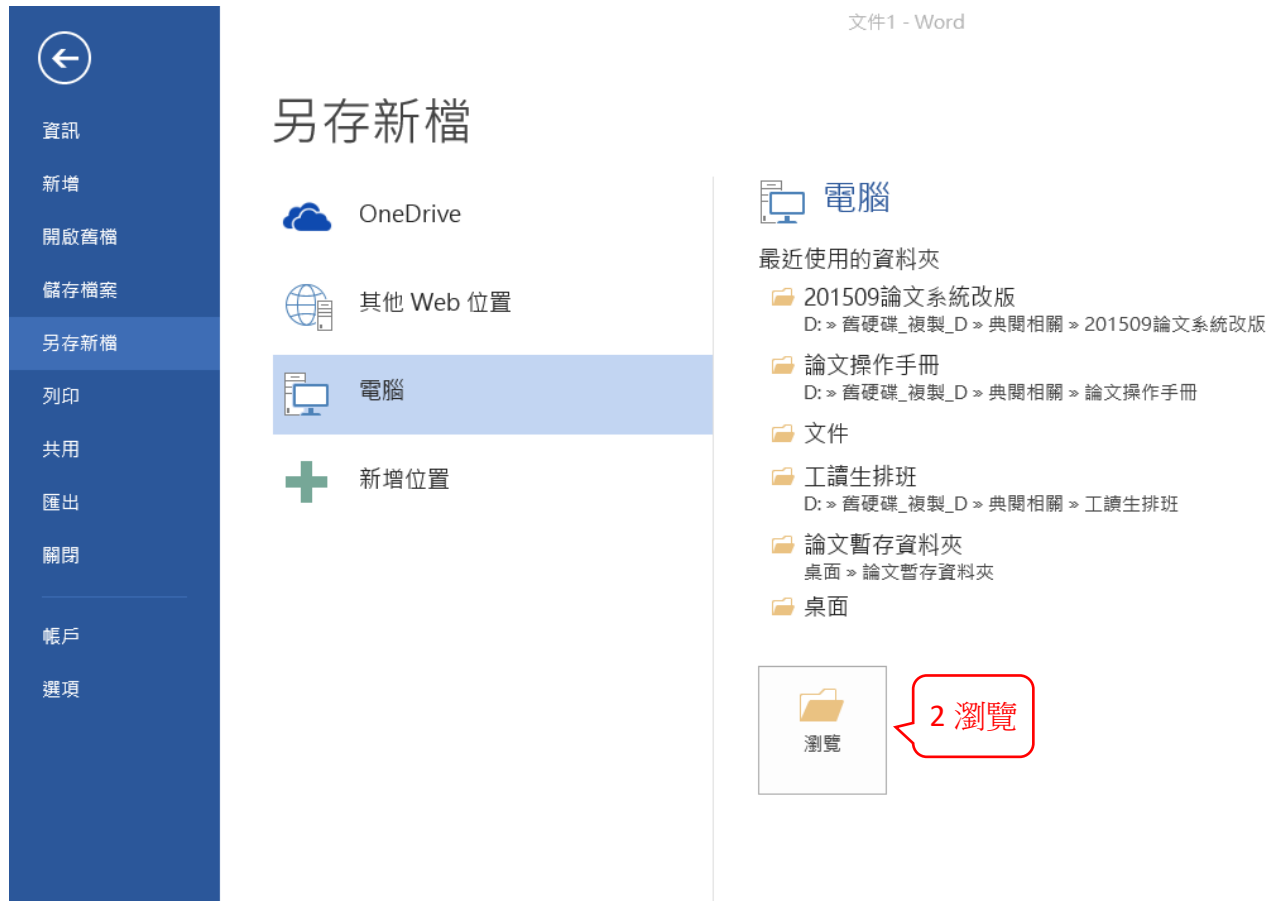 文件1 - Word
資訊
新增
開啟舊檔
儲存檔案
另存新檔
列印
共用
匯出
關閉
帳戶
選項
另存新檔
OneDrive
其他 Web 位置
電腦
新增位置
電腦
最近使用的資料夾
201509論文系統改版
D: » 舊硬碟_複製_D » 典閱相關 » 201509論文系統改版
論文操作手冊
D: » 舊硬碟_複製_D » 典閱相關 » 論文操作手冊
文件
工讀生排班
D: » 舊硬碟_複製_D » 典閱相關 » 工讀生排班
論文暫存資料夾
桌面 » 論文暫存資料夾
桌面
瀏覽
2 瀏覽